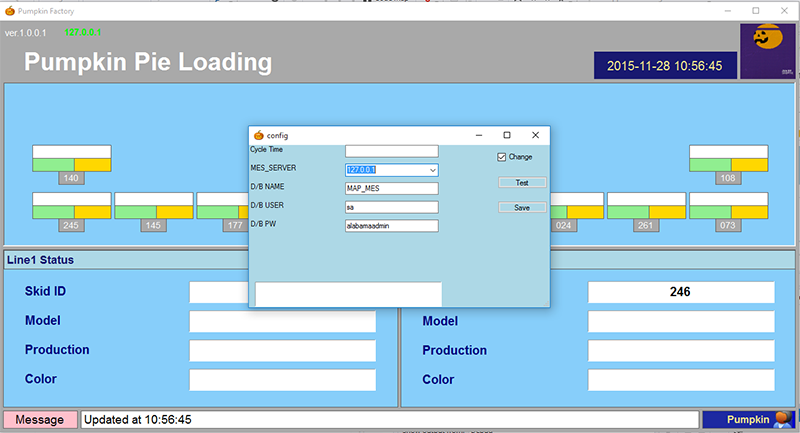 Pumpkin Factory
ver.1.0.0.1 127.0.0.1
Pumpkin Pie Loading
2015-11-28 10:56:45
config
Cycle Time
Change
MES_SERVER 127.0.0.1
Test
D/B NAME MAP_MES
D/B USER sa
Save
D/B PW alabamaadmin
140 108
245 145 177 024 261 073
Line1 Status
Skid ID 246
Model Model
Production Production
Color Color
Message Updated at 10:56:45 Pumpkin